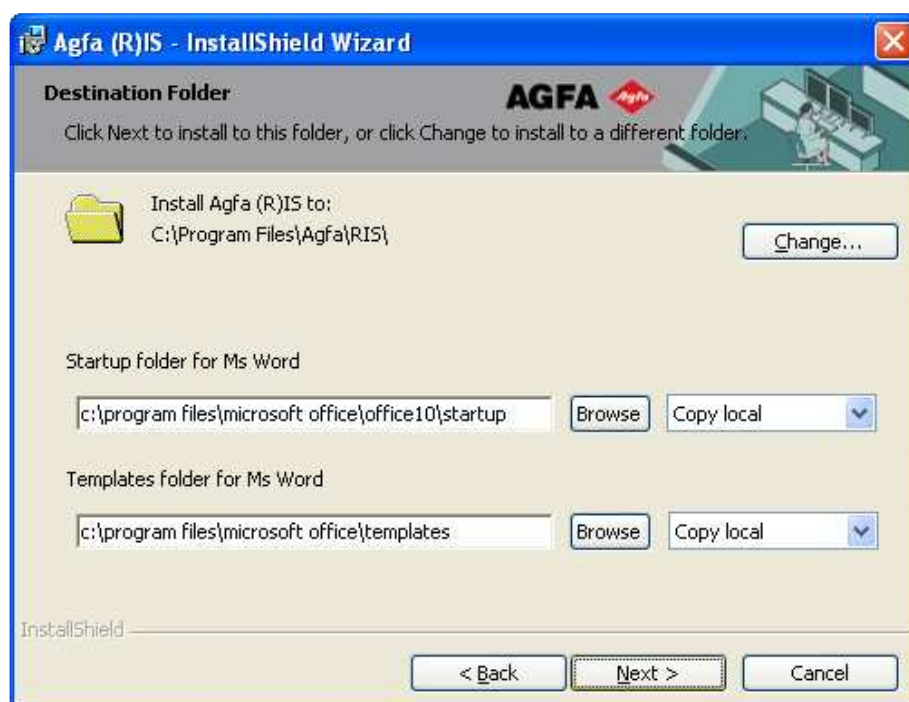 Agfa (R)IS - InstallShield Wizard
Destination Folder
AGFA
Agfa
Click Next to install to this folder, or click Change to install to a different folder.
Install Agfa (R)IS to:
C:\Program Files\Agfa\RIS\
Change...
Startup folder for Ms Word
c:\program files\microsoft office\office10\startup Browse Copy local
Templates folder for Ms Word
c:\program files\microsoft office\templates Browse Copy local
InstallShield
< Back Next > Cancel